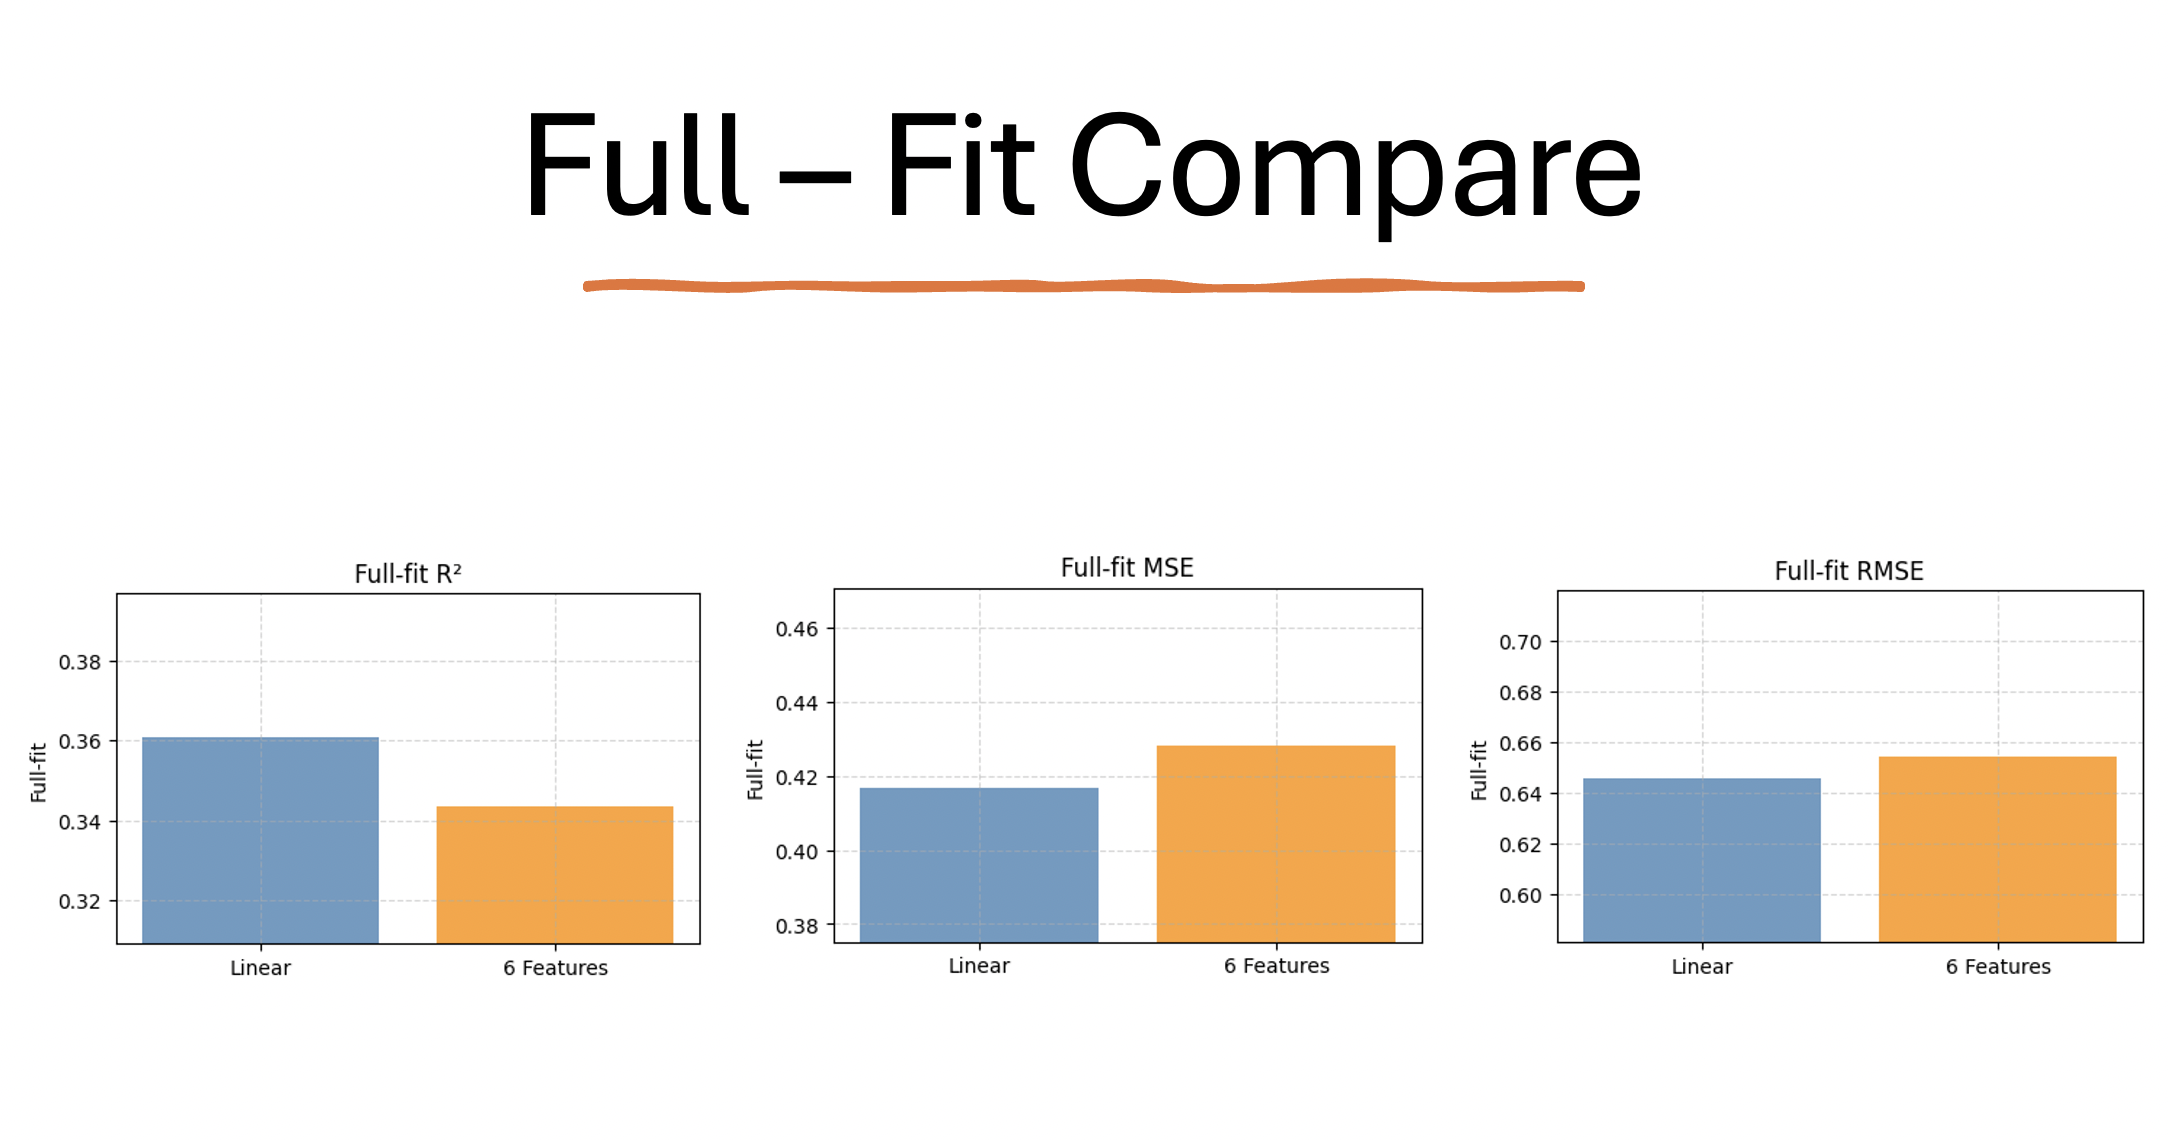 Full – Fit Compare
Full-fit R²
Full-fit
0.38
0.36
0.34
0.32
Linear
6 Features
Full-fit MSE
Full-fit
0.46
0.44
0.42
0.40
0.38
Linear
6 Features
Full-fit RMSE
Full-fit
0.70
0.68
0.66
0.64
0.62
0.60
Linear
6 Features